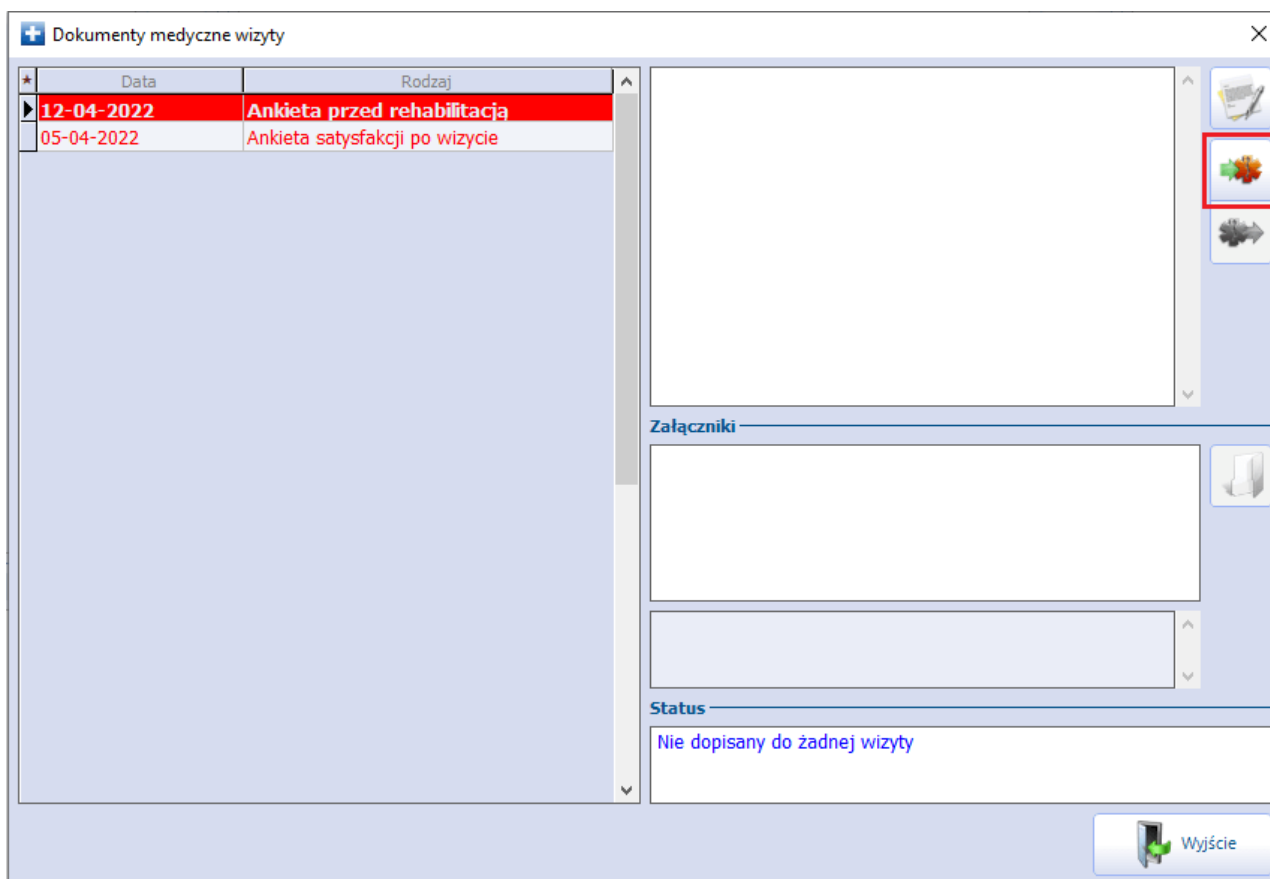 Dokumenty medyczne wizyty
* Data Rodzaj
12-04-2022 Ankieta przed rehabilitacją
05-04-2022 Ankieta satysfakcji po wizycie
Załączniki
Status
Nie dopisany do żadnej wizyty
Wyjście